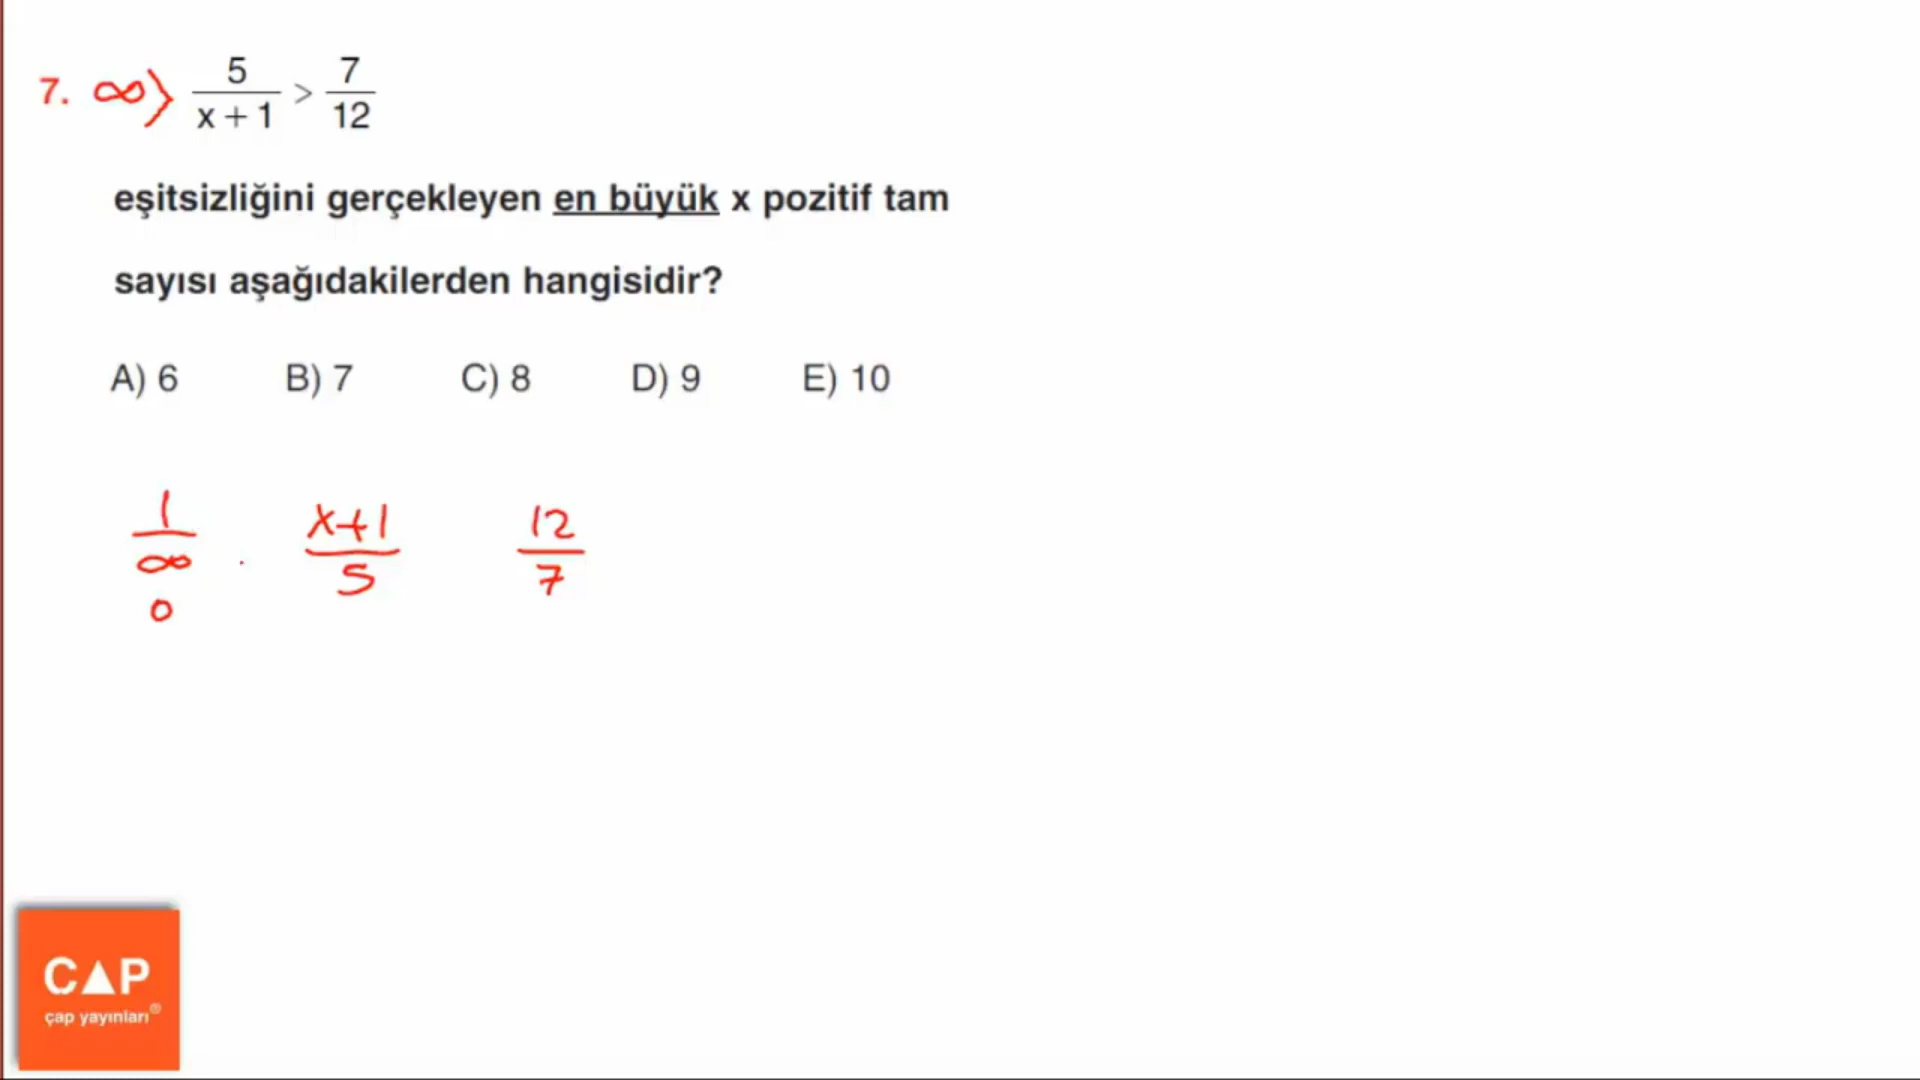 7. ∞> 5/(x + 1) > 7/12
eşitsizliğini gerçekleyen en büyük x pozitif tam
sayısı aşağıdakilerden hangisidir?
A) 6 B) 7 C) 8 D) 9 E) 10
1/∞ (x+1)/5 12/7
0
CAP
çap yayınları®